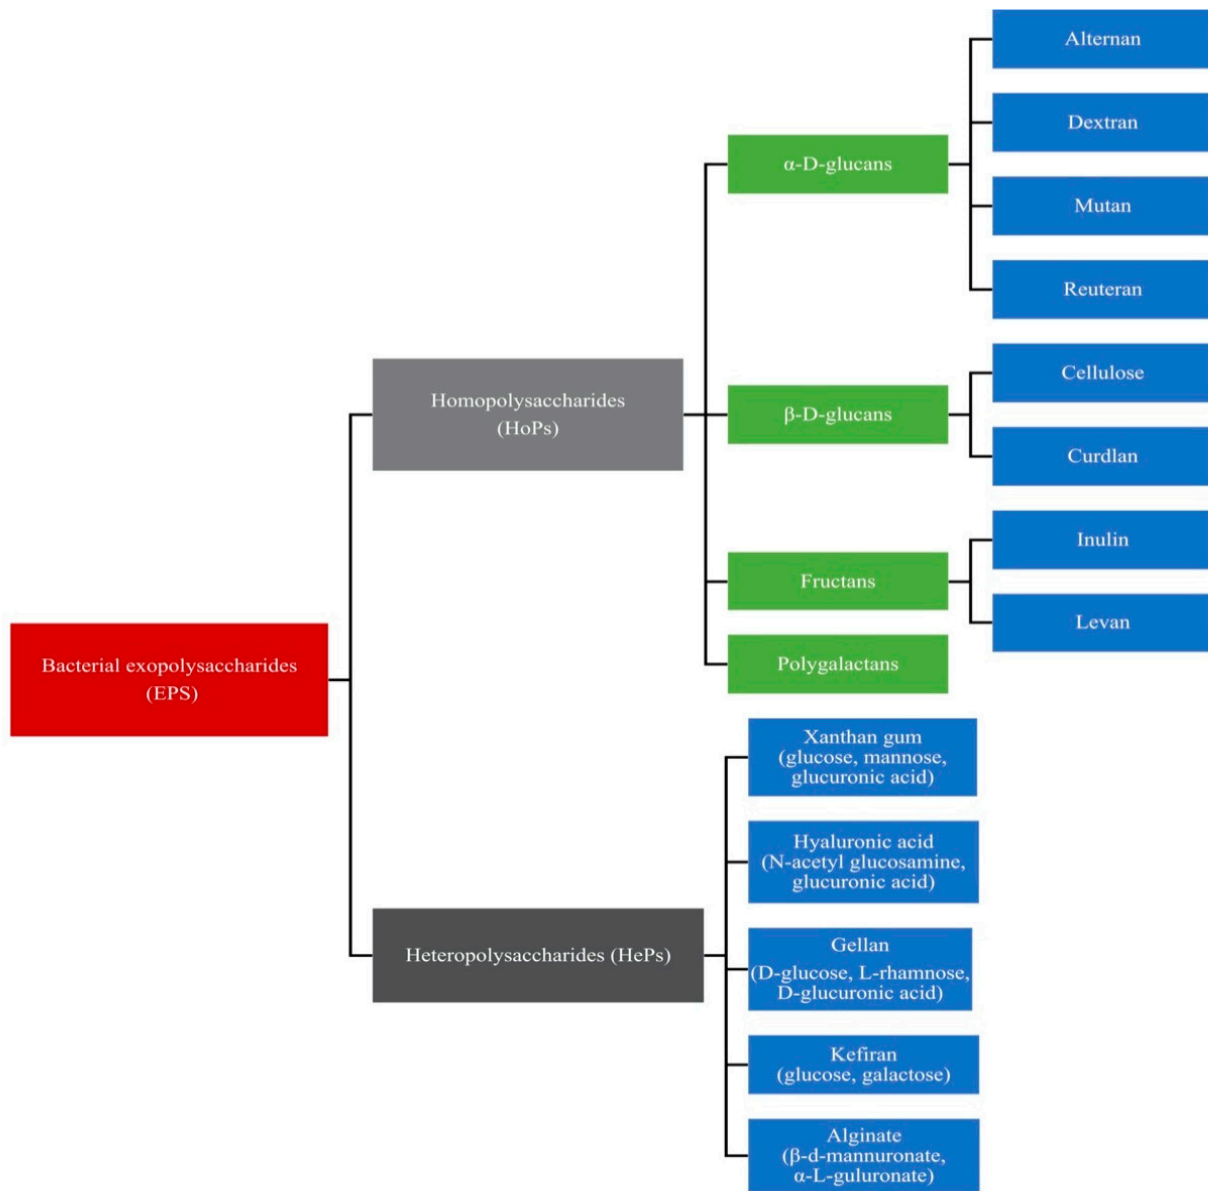 Bacterial exopolysaccharides
(EPS)
Homopolysaccharides
(HoPs)
α-D-glucans
Alternan
Dextran
Mutan
Reuteran
β-D-glucans
Cellulose
Curdlan
Fructans
Inulin
Levan
Polygalactans
Heteropolysaccharides (HePs)
Xanthan gum
(glucose, mannose,
glucuronic acid)
Hyaluronic acid
(N-acetyl glucosamine,
glucuronic acid)
Gellan
(D-glucose, L-rhamnose,
D-glucuronic acid)
Kefiran
(glucose, galactose)
Alginate
(β-d-mannuronate,
α-L-guluronate)